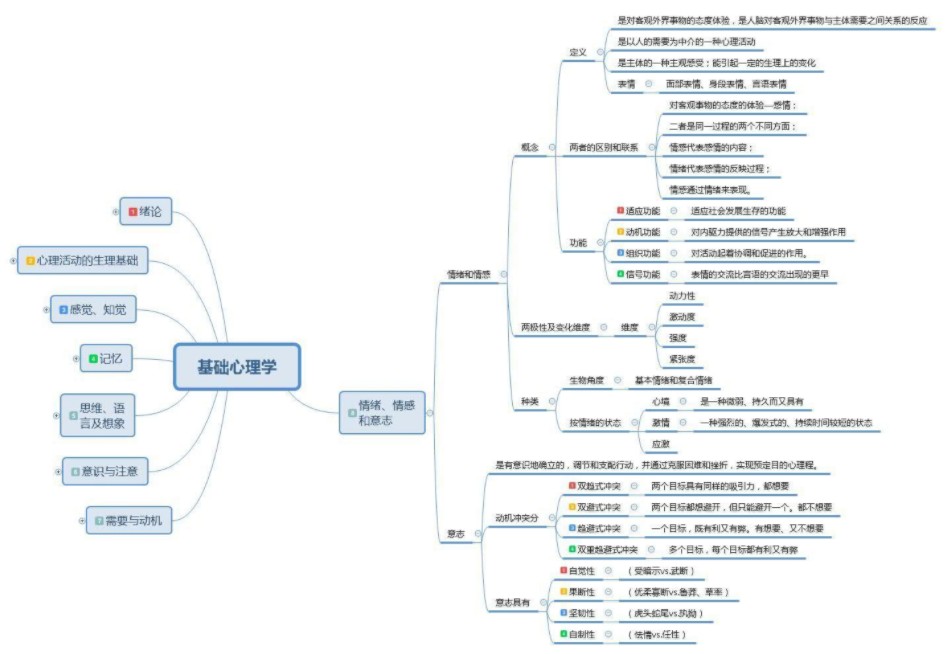 基础心理学
1 绪论
2 心理活动的生理基础
3 感觉、知觉
4 记忆
5 思维、语
言及想象
6 意识与注意
7 需要与动机
8 情绪、情感
和意志
情绪和情感
概念
定义
是对客观外界事物的态度体验，是人脑对客观外界事物与主体需要之间关系的反应
是以人的需要为中介的一种心理活动
是主体的一种主观感受；能引起一定的生理上的变化
表情
面部表情、身段表情、言语表情
两者的区别和联系
对客观事物的态度的体验—感情；
二者是同一过程的两个不同方面；
情感代表感情的内容；
情绪代表感情的反映过程；
情感通过情绪来表现。
功能
1 适应功能
适应社会发展生存的功能
2 动机功能
对内驱力提供的信号产生放大和增强作用
3 组织功能
对活动起着协调和促进的作用。
4 信号功能
表情的交流比言语的交流出现的更早
两极性及变化维度
维度
动力性
激动度
强度
紧张度
种类
生物角度
基本情绪和复合情绪
按情绪的状态
心境
是一种微弱、持久而又具有
激情
一种强烈的、爆发式的、持续时间较短的状态
应激
意志
是有意识地确立的，调节和支配行动，并通过克服困难和挫折，实现预定目的心理程。
动机冲突分
1 双趋式冲突
两个目标具有同样的吸引力，都想要
2 双避式冲突
两个目标都想避开，但只能避开一个。都不想要
3 趋避式冲突
一个目标，既有利又有弊。有想要、又不想要
4 双重趋避式冲突
多个目标，每个目标都有利又有弊
意志具有
1 自觉性
（受暗示vs.武断）
2 果断性
（优柔寡断vs.鲁莽、草率）
3 坚韧性
（虎头蛇尾vs.执拗）
4 自制性
（怯懦vs.任性）